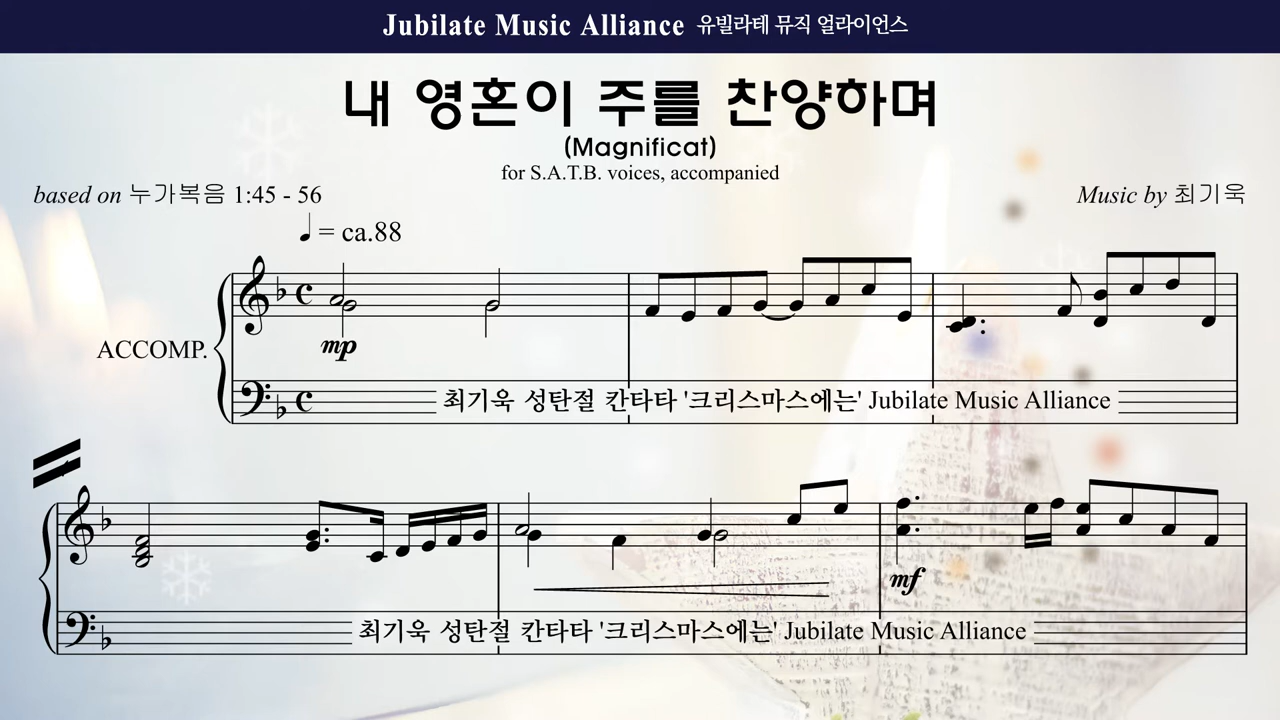 Jubilate Music Alliance 유빌라테 뮤직 얼라이언스
내 영혼이 주를 찬양하며
(Magnificat)
for S.A.T.B. voices, accompanied
based on 누가복음 1:45 - 56
Music by 최기욱
♩ = ca.88
ACCOMP.
mp
최기욱 성탄절 칸타타 '크리스마스에는' Jubilate Music Alliance
mf
최기욱 성탄절 칸타타 '크리스마스에는' Jubilate Music Alliance